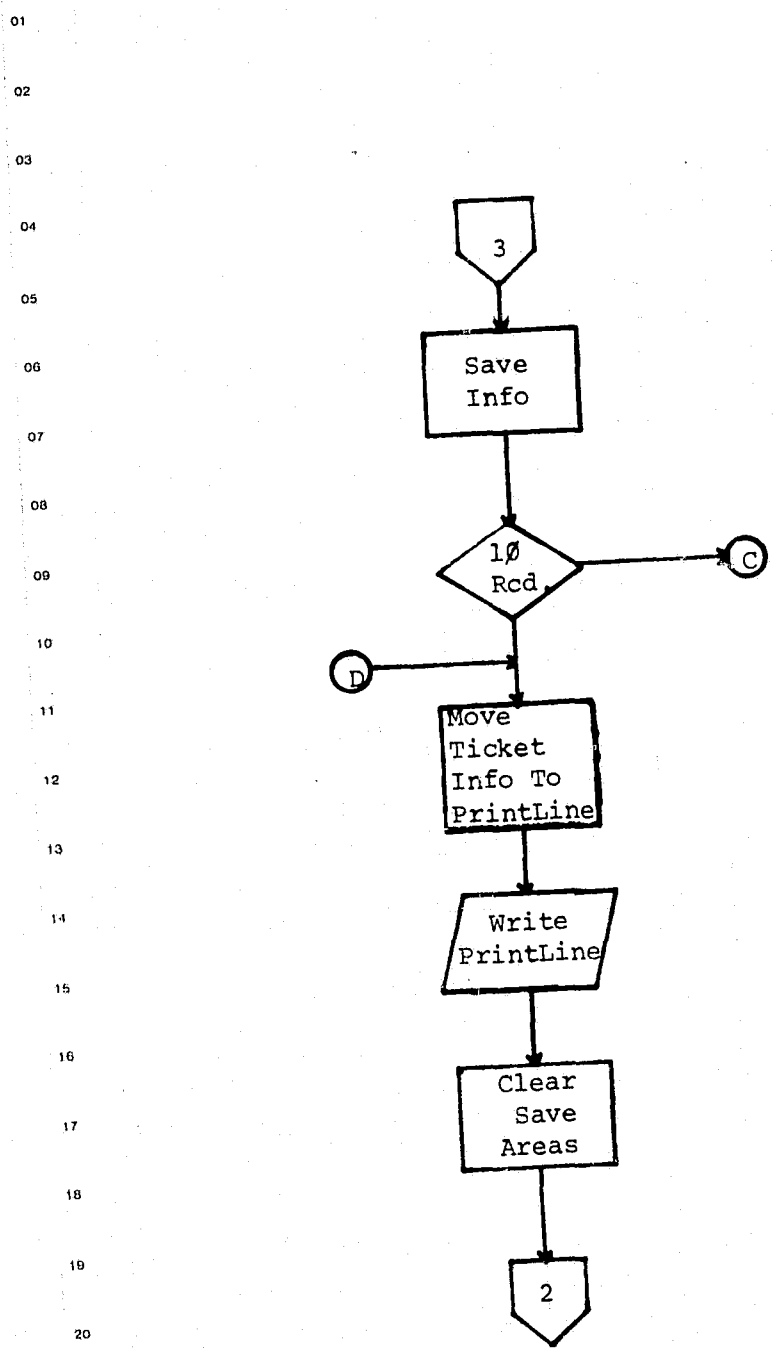 01
02
03
04
3
05
06
Save
Info
07
08
09
1Ø
Rcd
C
10
D
11
Move
Ticket
12
Info To
PrintLine
13
14
Write
PrintLine
15
16
17
Clear
Save
Areas
18
19
2
20